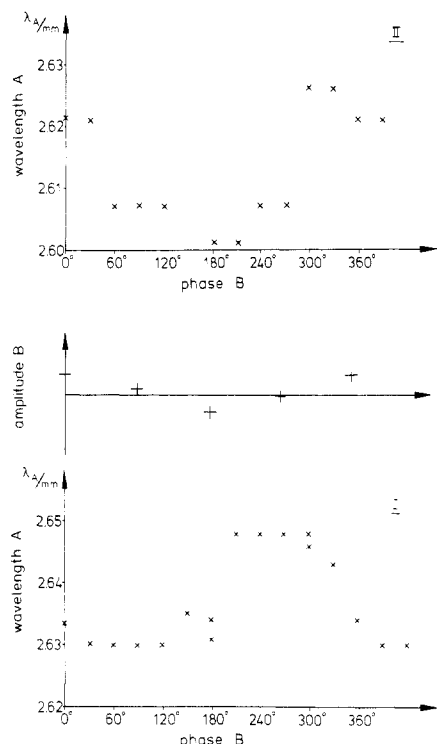 λA/mm
II
wavelength A
2.63
2.62
2.61
2.60
0° 60° 120° 180° 240° 300° 360°
phase B
amplitude B
λA/mm
I
wavelength A
2.65
2.64
2.63
2.62
0° 60° 120° 180° 240° 300° 360°
phase B